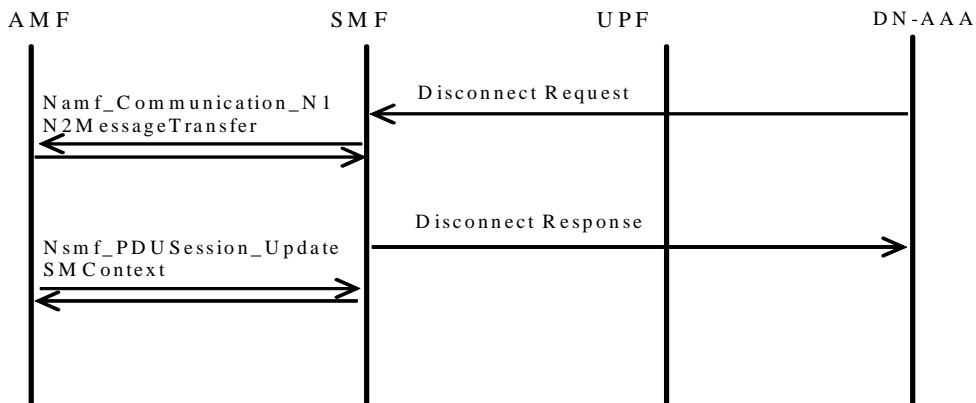 AMF
SMF
UPF
DN-AAA
Disconnect Request
Namf_Communication_N1
N2MessageTransfer
Disconnect Response
Nsmf_PDUSession_Update
SMContext